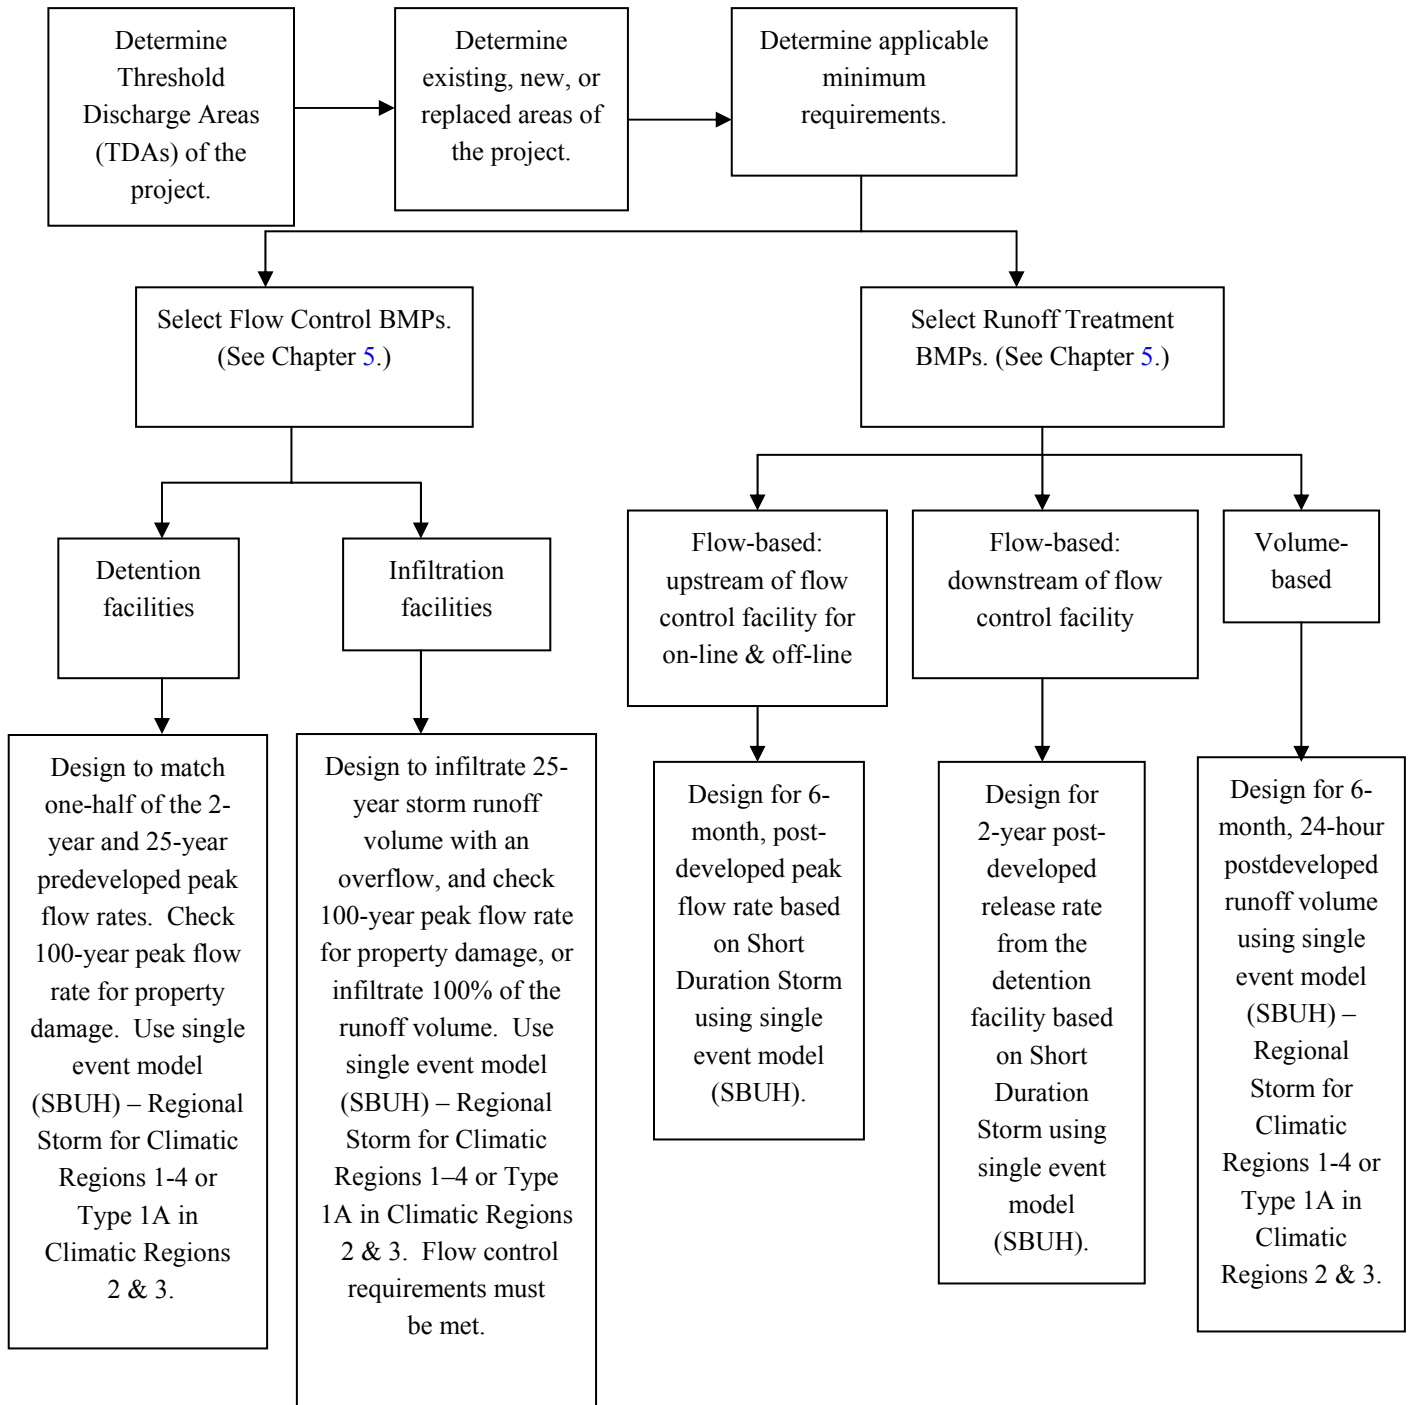 Determine
Threshold
Discharge Areas
(TDAs) of the
project.
Determine
existing, new, or
replaced areas of
the project.
Determine applicable
minimum
requirements.
Select Flow Control BMPs.
(See Chapter 5.)
Select Runoff Treatment
BMPs. (See Chapter 5.)
Detention
facilities
Infiltration
facilities
Flow-based:
upstream of flow
control facility for
on-line & off-line
Flow-based:
downstream of flow
control facility
Volume-
based
Design to match
one-half of the 2-
year and 25-year
predeveloped peak
flow rates. Check
100-year peak flow
rate for property
damage. Use single
event model
(SBUH) – Regional
Storm for Climatic
Regions 1-4 or
Type 1A in
Climatic Regions
2 & 3.
Design to infiltrate 25-
year storm runoff
volume with an
overflow, and check
100-year peak flow rate
for property damage, or
infiltrate 100% of the
runoff volume. Use
single event model
(SBUH) – Regional
Storm for Climatic
Regions 1–4 or Type
1A in Climatic Regions
2 & 3. Flow control
requirements must
be met.
Design for 6-
month, post-
developed peak
flow rate based
on Short
Duration Storm
using single
event model
(SBUH).
Design for
2-year post-
developed
release rate
from the
detention
facility based
on Short
Duration
Storm using
single event
model
(SBUH).
Design for 6-
month, 24-hour
postdeveloped
runoff volume
using single
event model
(SBUH) –
Regional
Storm for
Climatic
Regions 1-4 or
Type 1A in
Climatic
Regions 2 & 3.